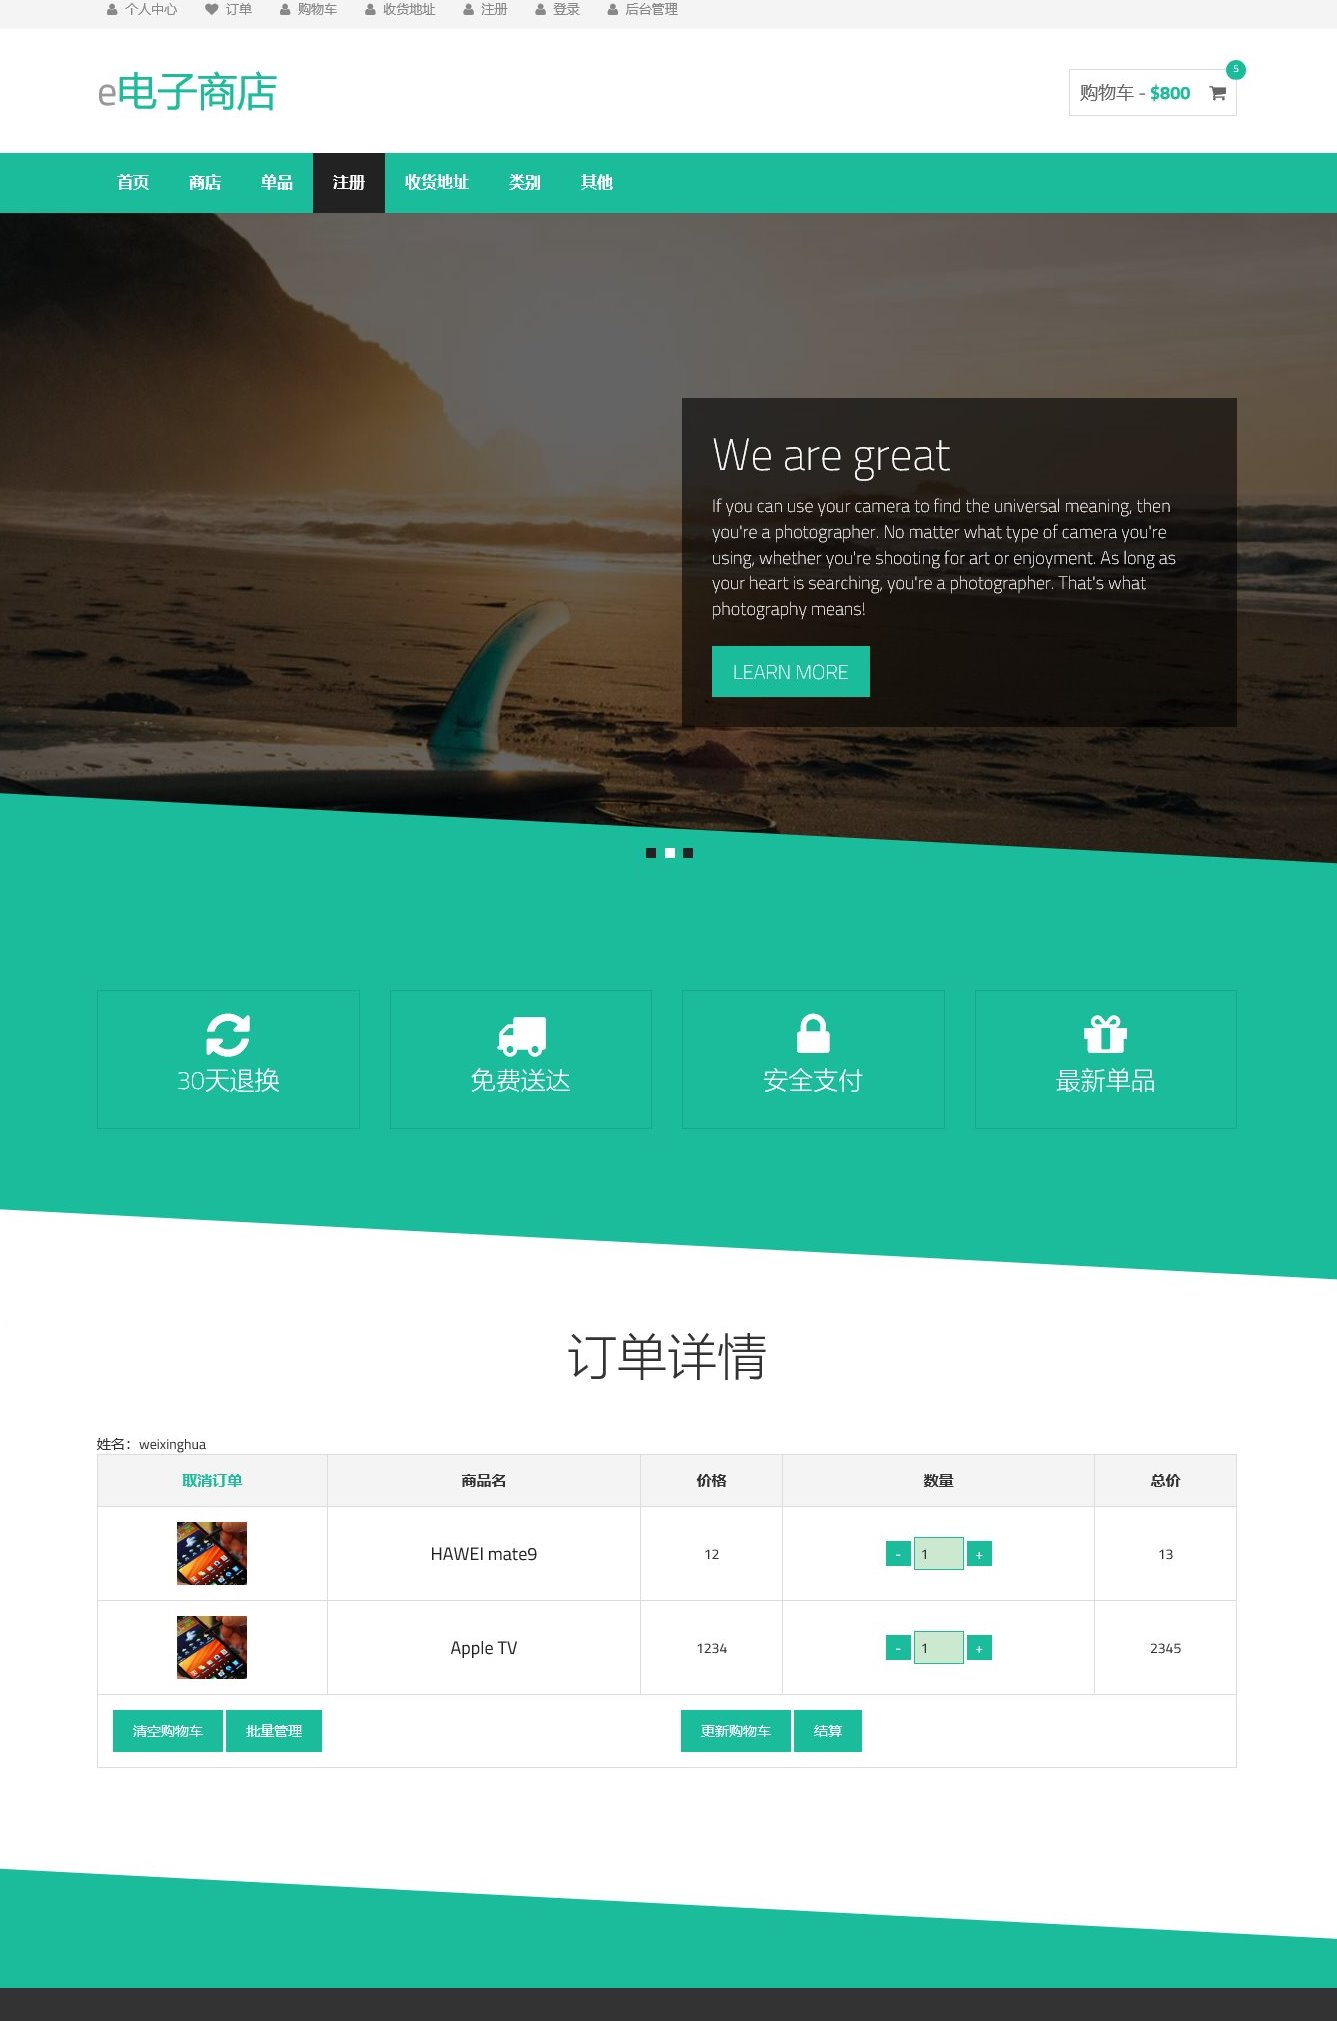 个人中心 订单 购物车 收货地址 注册 登录 后台管理
e电子商店
购物车 - $800
5
首页 商店 单品 注册 收货地址 类别 其他
We are great
If you can use your camera to find the universal meaning, then
you're a photographer. No matter what type of camera you're
using, whether you're shooting for art or enjoyment. As long as
your heart is searching, you're a photographer. That's what
photography means!
LEARN MORE
30天退换 免费送达 安全支付 最新单品
订单详情
姓名：weixinghua
取消订单 商品名 价格 数量 总价
HAWEI mate9 12 - 1 + 13
Apple TV 1234 - 1 + 2345
清空购物车 批量管理 更新购物车 结算